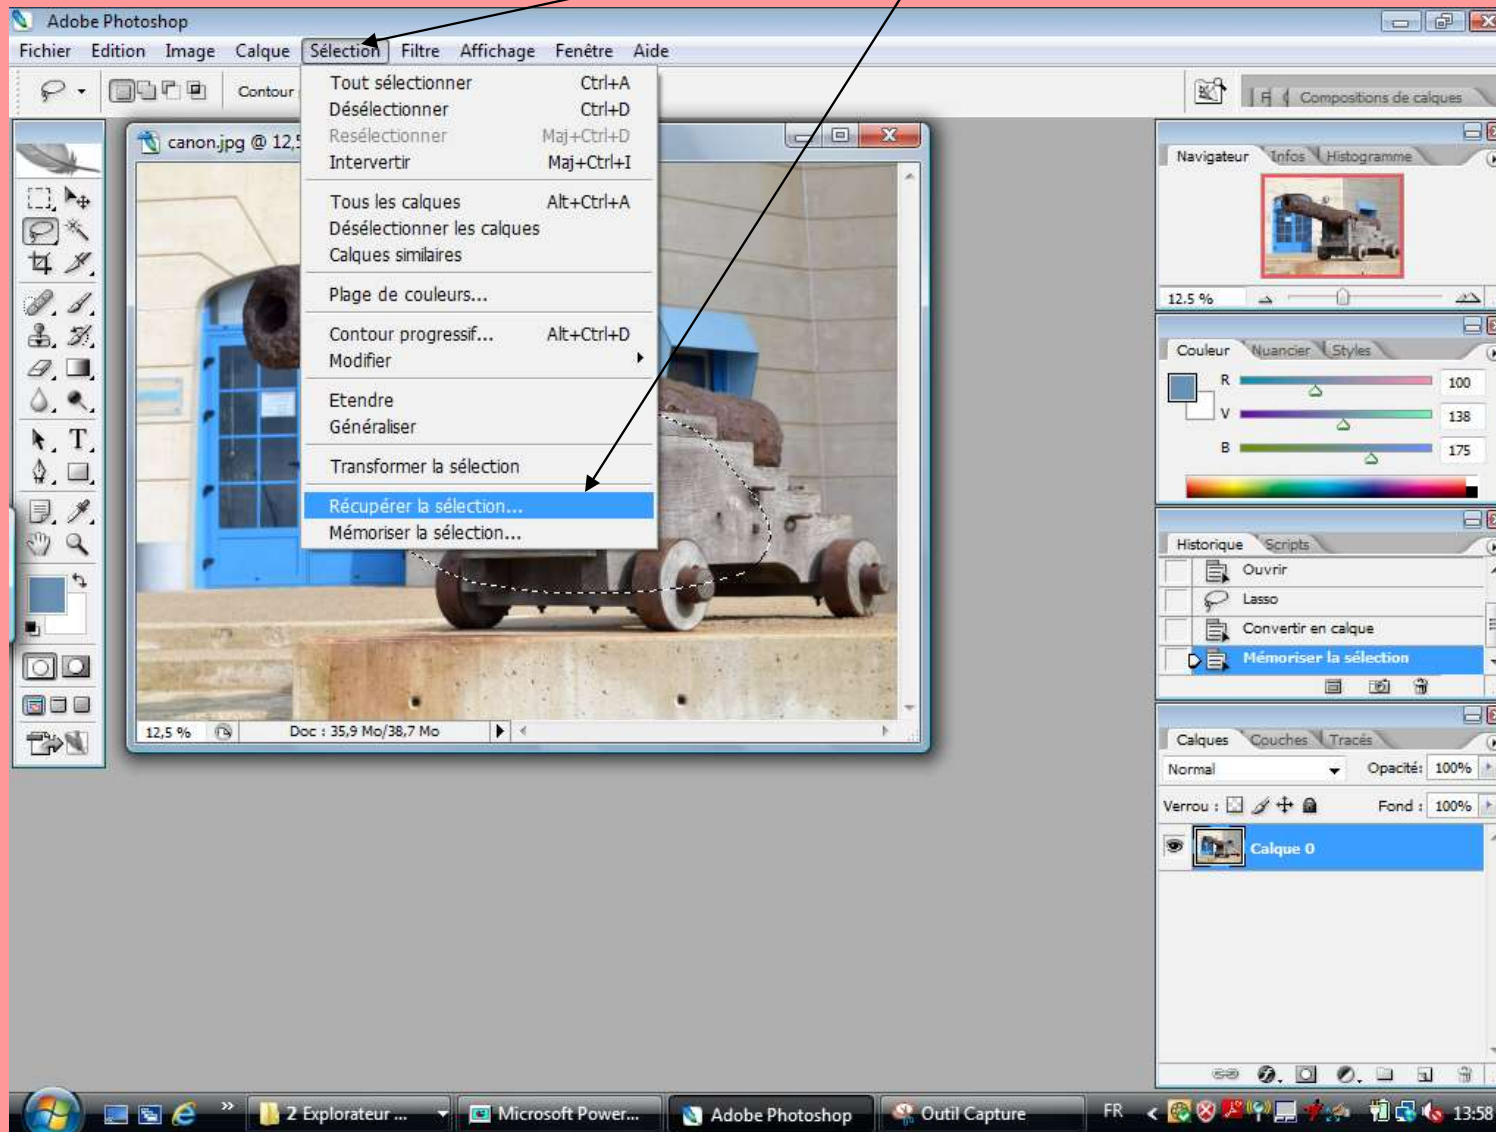 Adobe Photoshop
Fichier Edition Image Calque Sélection Filtre Affichage Fenêtre Aide
Contour
Compositions de calques
canon.jpg @ 12,5
Tout sélectionner Ctrl+A
Désélectionner Ctrl+D
Resélectionner Maj+Ctrl+D
Intervertir Maj+Ctrl+I
Tous les calques Alt+Ctrl+A
Désélectionner les calques
Calques similaires
Plage de couleurs...
Contour progressif... Alt+Ctrl+D
Modifier
Etendre
Généraliser
Transformer la sélection
Récupérer la sélection...
Mémoriser la sélection...
12,5 % Doc : 35,9 Mo/38,7 Mo
Navigateur Infos Histogramme
12.5 %
Couleur Nuancier Styles
R 100
V 138
B 175
Historique Scripts
Ouvrir
Lasso
Convertir en calque
Mémoriser la sélection
Calques Couches Tracés
Normal Opacité: 100%
Verrou : Fond : 100%
Calque 0
2 Explorateur ... Microsoft Power... Adobe Photoshop Outil Capture FR 13:58